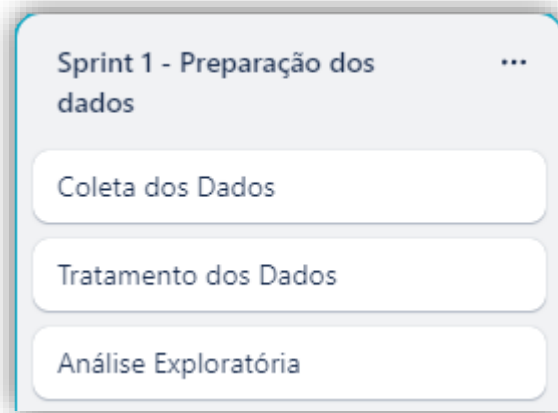 Sprint 1 - Preparação dos
dados
Coleta dos Dados
Tratamento dos Dados
Análise Exploratória